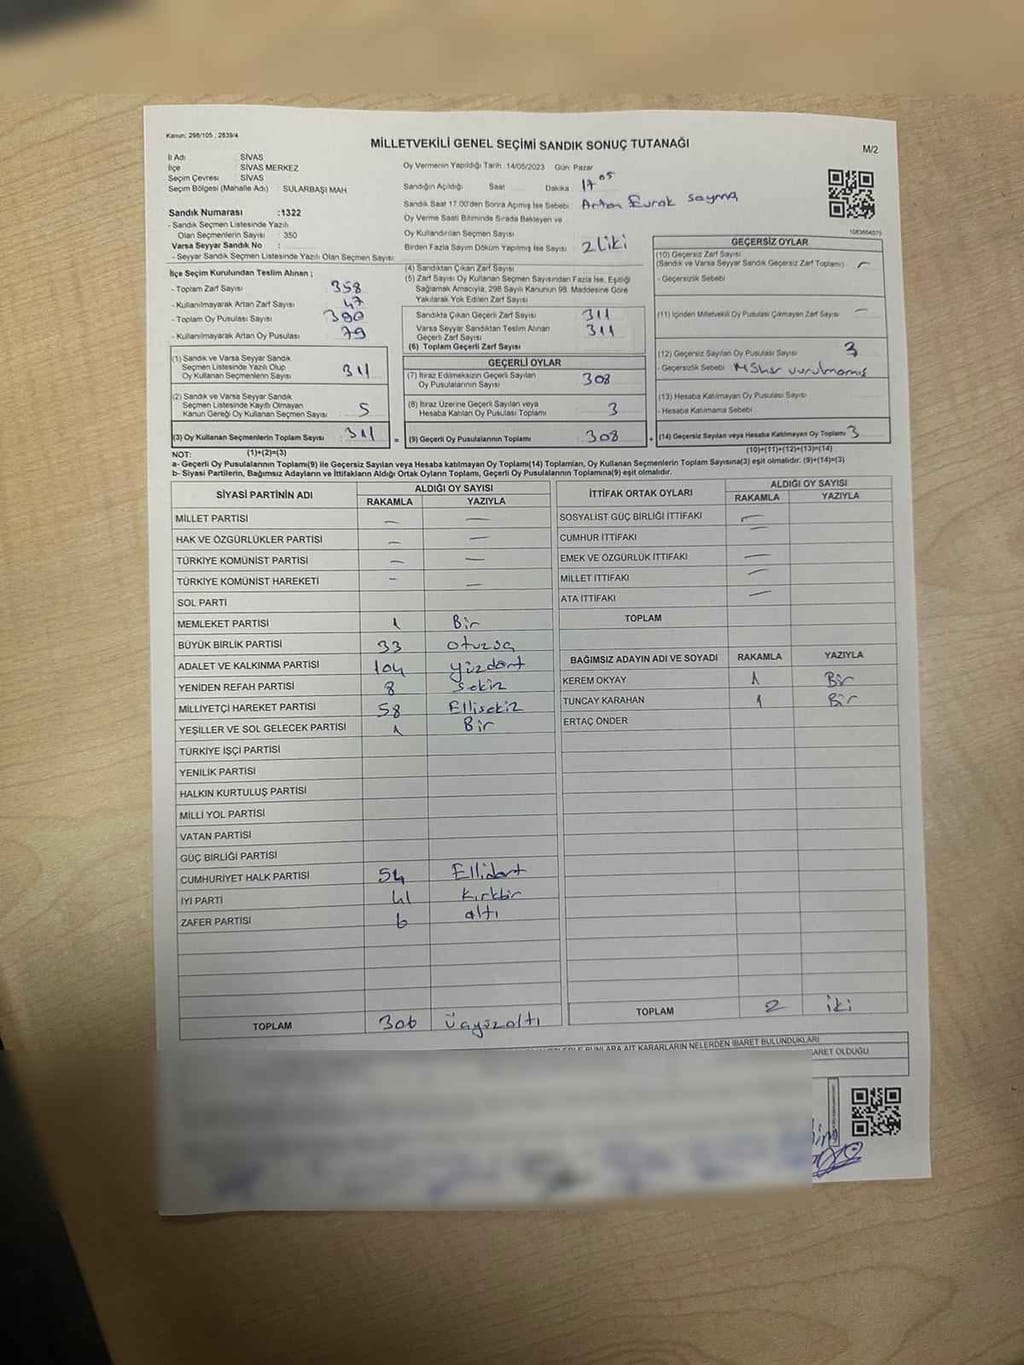 Kanun; 298/105 ; 2839/4
MİLLETVEKİLİ GENEL SEÇİMİ SANDIK SONUÇ TUTANAĞI
M/2
İl Adı SİVAS
İlçe SİVAS MERKEZ
Seçim Çevresi SİVAS
Seçim Bölgesi (Mahalle Adı) SULARBAŞI MAH
Sandık Numarası :1322
- Sandık Seçmen Listesinde Yazılı
Olan Seçmenlerin Sayısı 350
Varsa Seyyar Sandık No :
- Seyyar Sandık Seçmen Listesinde Yazılı Olan Seçmen Sayısı:
Oy Vermenin Yapıldığı Tarih 14/05/2023 Gün Pazar
Sandığın Açıldığı Saat Dakika 17 05
Sandık Saat 17.00'den Sonra Açılmış İse Sebebi Artan Evrak sayma
Oy Verme Saati Bitiminde Sırada Bekleyen ve
Oy Kullandırılan Seçmen Sayısı
Birden Fazla Sayım Döküm Yapılmış İse Sayısı
İlçe Seçim Kurulundan Teslim Alınan ;
- Toplam Zarf Sayısı 358
- Kullanılmayarak Artan Zarf Sayısı 47
- Toplam Oy Pusulası Sayısı 390
- Kullanılmayarak Artan Oy Pusulası 79
(1) Sandık ve Varsa Seyyar Sandık
Seçmen Listesinde Yazılı Olup
Oy Kullanan Seçmenlerin Sayısı 311
(2) Sandık ve Varsa Seyyar Sandık
Seçmen Listesinde Kayıtlı Olmayan
Kanun Gereği Oy Kullanan Seçmen Sayısı 5
(3) Oy Kullanan Seçmenlerin Toplam Sayısı 311 =
(4) Sandıktan Çıkan Zarf Sayısı
(5) Zarf Sayısı Oy Kullanan Seçmen Sayısından Fazla İse, Eşitliği
Sağlamak Amacıyla, 298 Sayılı Kanunun 98. Maddesine Göre
Yakılarak Yok Edilen Zarf Sayısı
Sandıkta Çıkan Geçerli Zarf Sayısı 311
Varsa Seyyar Sandıktan Teslim Alınan 311
Geçerli Zarf Sayısı
(6) Toplam Geçerli Zarf Sayısı
GEÇERLİ OYLAR
(7) İtiraz Edilmeksizin Geçerli Sayılan
Oy Pusulalarının Sayısı 308
(8) İtiraz Üzerine Geçerli Sayılan veya
Hesaba Katılan Oy Pusulaları Toplamı 3
(9) Geçerli Oy Pusulalarının Toplamı 308 +
1083604075
GEÇERSİZ OYLAR
(10) Geçersiz Zarf Sayısı
(Sandık ve Varsa Seyyar Sandık Geçersiz Zarf Toplamı) -
- Geçersizlik Sebebi
(11) İçinden Milletvekili Oy Pusulası Çıkmayan Zarf Sayısı -
(12) Geçersiz Sayılan Oy Pusulası Sayısı 3
- Geçersizlik Sebebi Mühür vurulmamış
(13) Hesaba Katılmayan Oy Pusulası Sayısı
- Hesaba Katılmama Sebebi
(14) Geçersiz Sayılan veya Hesaba Katılmayan Oy Toplamı 3
NOT: (1)+(2)=(3) (10)+(11)+(12)+(13)=(14)
a- Geçerli Oy Pusulalarının Toplamı(9) ile Geçersiz Sayılan veya Hesaba katılmayan Oy Toplamı(14) Toplamları, Oy Kullanan Seçmenlerin Toplam Sayısına(3) eşit olmalıdır. (9)+(14)=(3)
b- Siyasi Partilerin, Bağımsız Adayların ve İttifakların Aldığı Ortak Oyların Toplamı, Geçerli Oy Pusulalarının Toplamına(9) eşit olmalıdır.
SİYASİ PARTİNİN ADI ALDIĞI OY SAYISI
RAKAMLA YAZIYLA
MİLLET PARTİSİ - -
HAK VE ÖZGÜRLÜKLER PARTİSİ - -
TÜRKİYE KOMÜNİST PARTİSİ - -
TÜRKİYE KOMÜNİST HAREKETİ - -
SOL PARTİ
MEMLEKET PARTİSİ 1 Bir
BÜYÜK BİRLİK PARTİSİ 33 otuzüç
ADALET VE KALKINMA PARTİSİ 104 yüzdört
YENİDEN REFAH PARTİSİ 8 sekiz
MİLLİYETÇİ HAREKET PARTİSİ 58 Ellisekiz
YEŞİLLER VE SOL GELECEK PARTİSİ 1 Bir
TÜRKİYE İŞÇİ PARTİSİ
YENİLİK PARTİSİ
HALKIN KURTULUŞ PARTİSİ
MİLLİ YOL PARTİSİ
VATAN PARTİSİ
GÜÇ BİRLİĞİ PARTİSİ
CUMHURİYET HALK PARTİSİ 54 Ellidört
İYİ PARTİ 41 kırkbir
ZAFER PARTİSİ 6 altı
TOPLAM 306 üçyüzaltı
İTTİFAK ORTAK OYLARI ALDIĞI OY SAYISI
RAKAMLA YAZIYLA
SOSYALİST GÜÇ BİRLİĞİ İTTİFAKI -
CUMHUR İTTİFAKI -
EMEK VE ÖZGÜRLÜK İTTİFAKI -
MİLLET İTTİFAKI -
ATA İTTİFAKI -
TOPLAM
BAĞIMSIZ ADAYIN ADI VE SOYADI RAKAMLA YAZIYLA
KEREM OKYAY 1 Bir
TUNCAY KARAHAN 1 Bir
ERTAÇ ÖNDER
TOPLAM 2 iki
BUNLARA AİT KARARLARIN NELERDEN İBARET BULUNDUKLARI
İBARET OLDUĞU